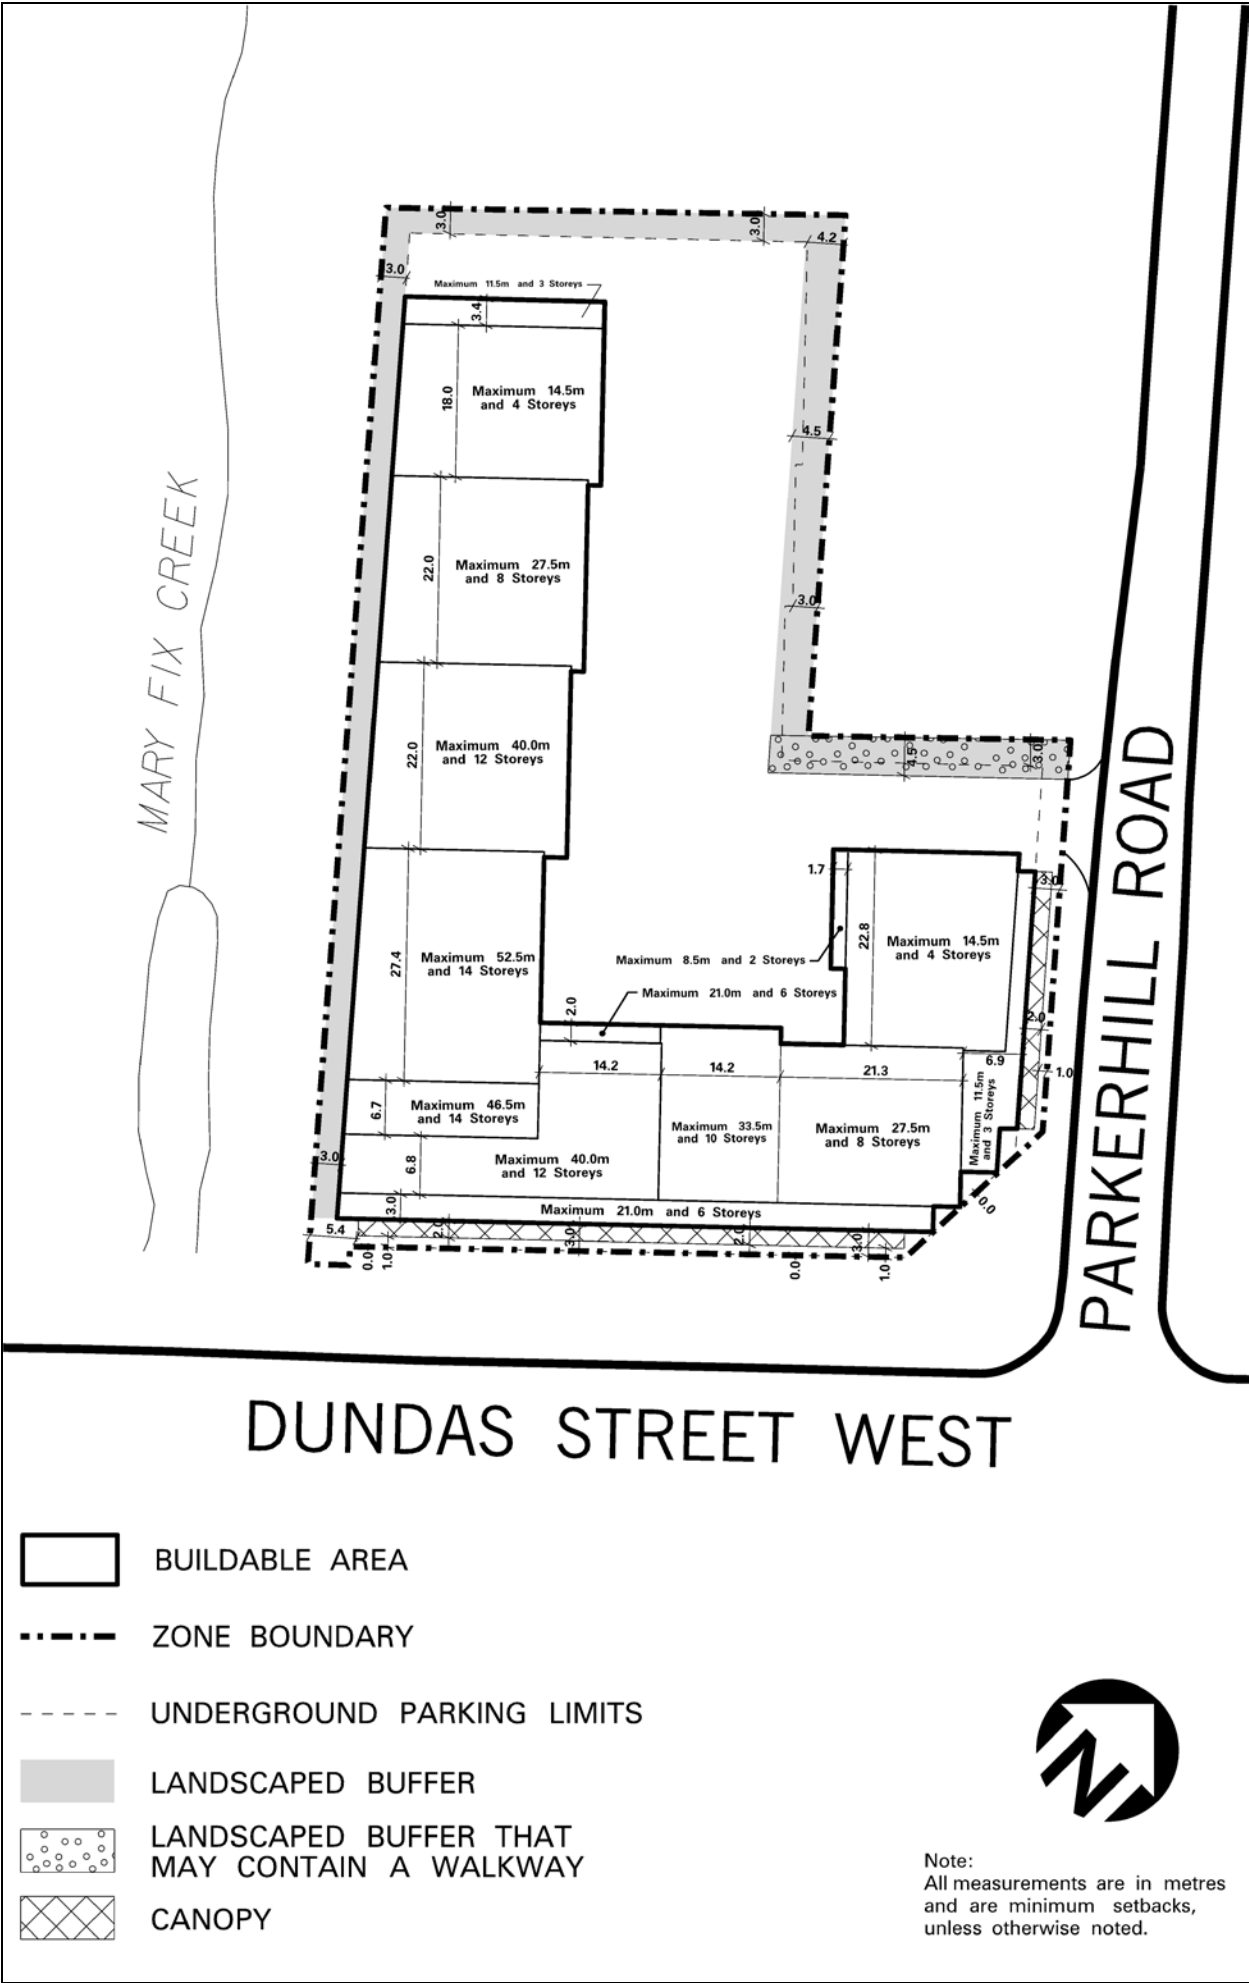 3.0
3.0
4.2
3.0
Maximum 11.5m and 3 Storeys
3.4
18.0
Maximum 14.5m
and 4 Storeys
4.5
22.0
Maximum 27.5m
and 8 Storeys
3.0
MARY FIX CREEK
22.0
Maximum 40.0m
and 12 Storeys
4.5
3.0
PARKERHILL ROAD
1.7
22.8
3.0
Maximum 14.5m
and 4 Storeys
27.4
Maximum 52.5m
and 14 Storeys
Maximum 8.5m and 2 Storeys
Maximum 21.0m and 6 Storeys
2.0
2.0
14.2
14.2
21.3
6.9
1.0
6.7
Maximum 46.5m
and 14 Storeys
Maximum 33.5m
and 10 Storeys
Maximum 27.5m
and 8 Storeys
Maximum 11.5m
and 3 Storeys
3.0
6.8
Maximum 40.0m
and 12 Storeys
0.0
3.0
Maximum 21.0m and 6 Storeys
5.4
2.0
3.0
2.0
3.0
0.0
1.0
0.0
1.0
DUNDAS STREET WEST
BUILDABLE AREA
ZONE BOUNDARY
UNDERGROUND PARKING LIMITS
LANDSCAPED BUFFER
LANDSCAPED BUFFER THAT
MAY CONTAIN A WALKWAY
CANOPY
N
Note:
All measurements are in metres
and are minimum setbacks,
unless otherwise noted.